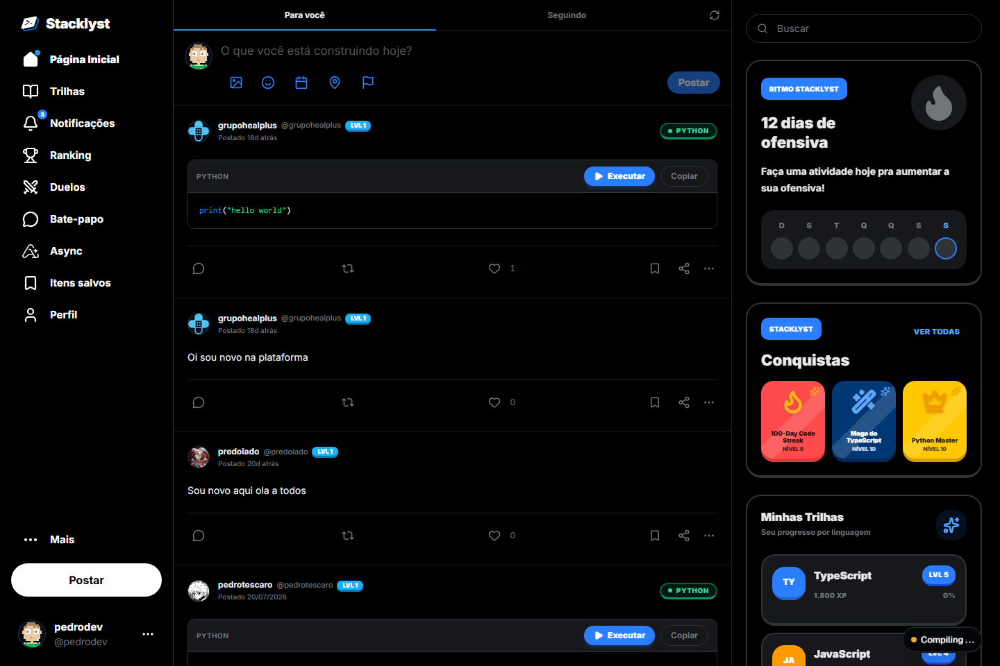 Stacklyst
Página Inicial
Trilhas
3
Notificações
Ranking
Duelos
Bate-papo
Async
Itens salvos
Perfil
Mais
Postar
pedrodev
@pedrodev
Para você
Seguindo
O que você está construindo hoje?
Postar
grupohealplus @grupohealplus LVL 1
Postado 18d atrás
PYTHON
PYTHON
Executar
Copiar
print("hello world")
1
grupohealplus @grupohealplus LVL 1
Postado 18d atrás
Oi sou novo na plataforma
0
predolado @predolado LVL 1
Postado 20d atrás
Sou novo aqui ola a todos
0
pedrotescaro @pedrotescaro LVL 1
Postado 20/07/2026
PYTHON
PYTHON
Executar
Copiar
Buscar
RITMO STACKLYST
12 dias de
ofensiva
Faça uma atividade hoje pra aumentar a
sua ofensiva!
D S T Q Q S S
STACKLYST
VER TODAS
Conquistas
100-Day Code
Streak
NÍVEL 9
Mago do
TypeScript
NÍVEL 10
Python Master
NÍVEL 10
Minhas Trilhas
Seu progresso por linguagem
TY
TypeScript
LVL 5
1.800 XP
0%
JA
JavaScript
LVL 4
Compiling ...